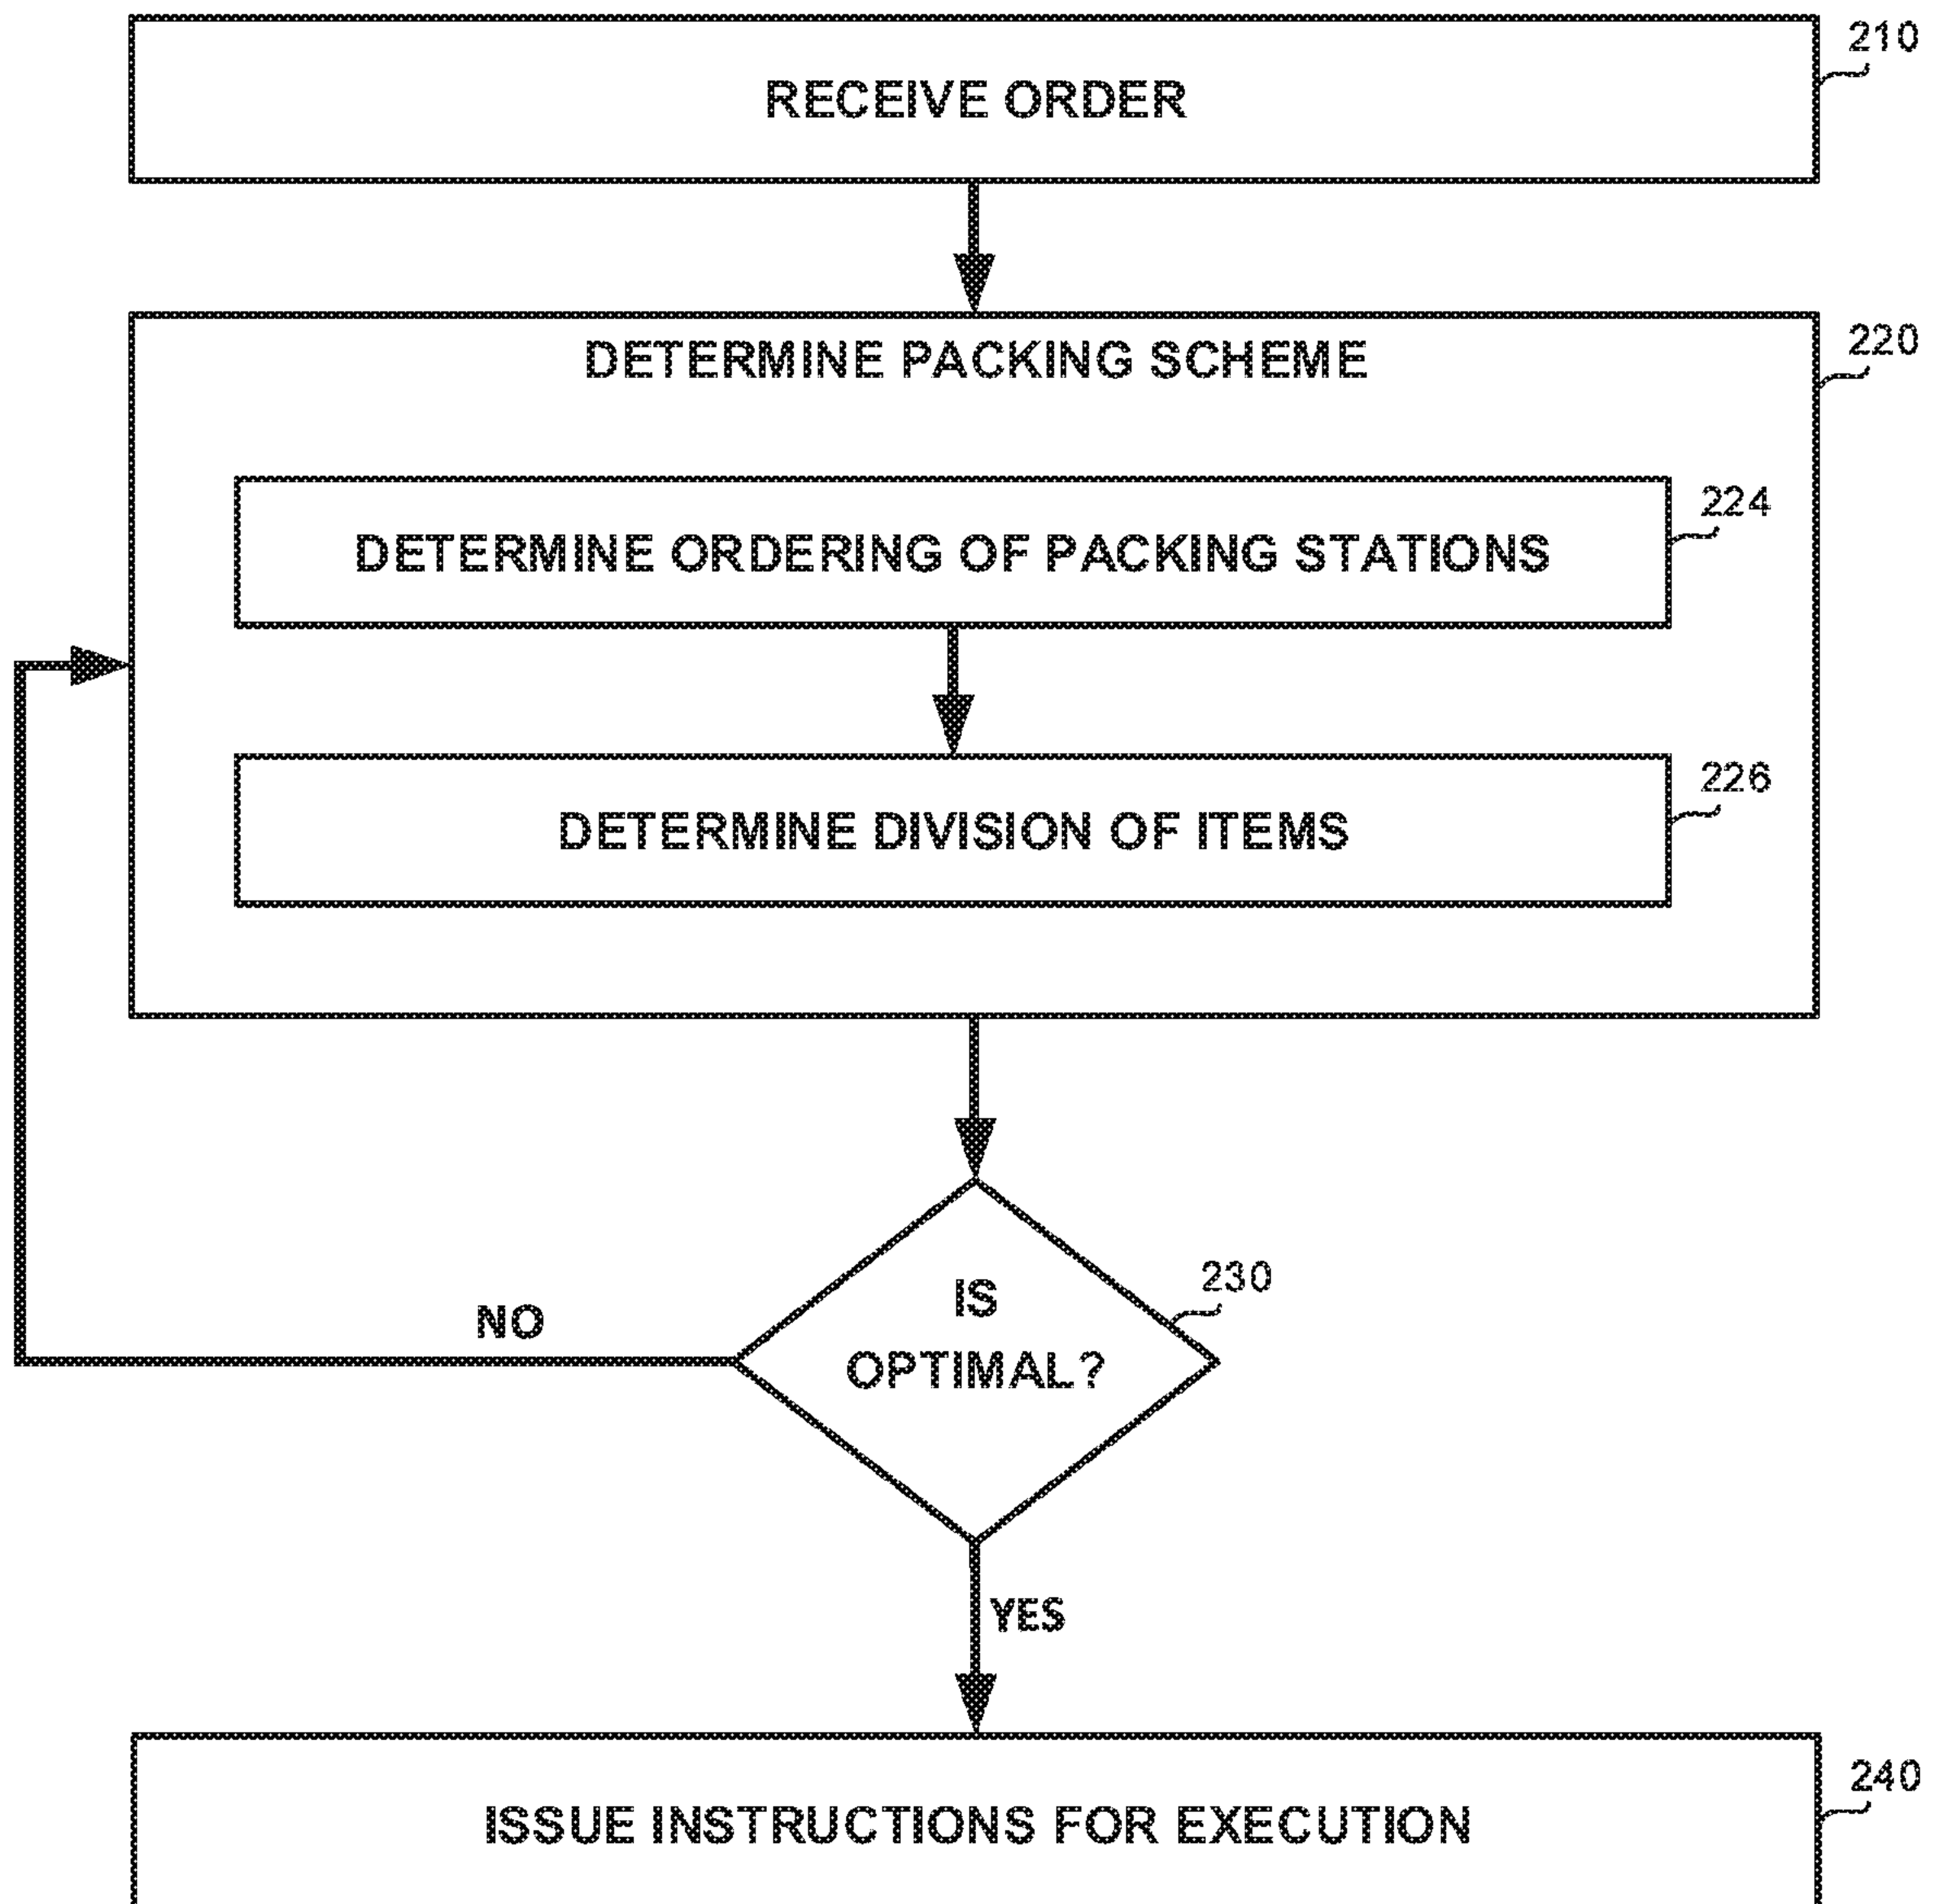 210
RECEIVE ORDER
220
DETERMINE PACKING SCHEME
224
DETERMINE ORDERING OF PACKING STATIONS
226
DETERMINE DIVISION OF ITEMS
230
IS
OPTIMAL?
NO
YES
240
ISSUE INSTRUCTIONS FOR EXECUTION